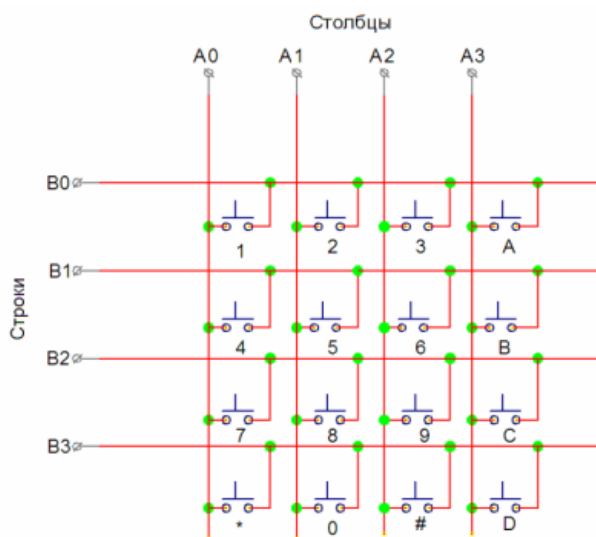 Столбцы
A0 A1 A2 A3
Строки
B0
1 2 3 A
B1
4 5 6 B
B2
7 8 9 C
B3
* 0 # D